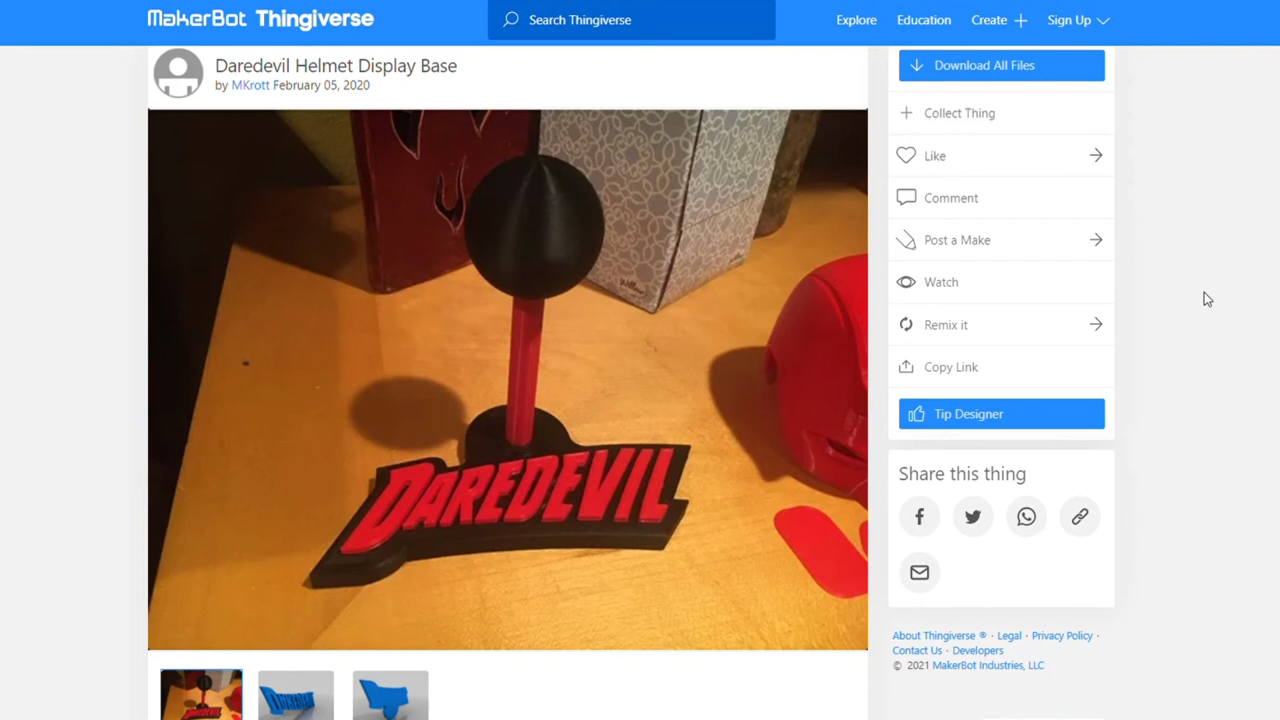 MakerBot Thingiverse
Search Thingiverse
Explore
Education
Create
Sign Up
Daredevil Helmet Display Base
by MKrott February 05, 2020
DAREDEVIL
Willow
Download All Files
Collect Thing
Like
Comment
Post a Make
Watch
Remix it
Copy Link
Tip Designer
Share this thing
About Thingiverse ® · Legal · Privacy Policy ·
Contact Us · Developers
© 2021 MakerBot Industries, LLC